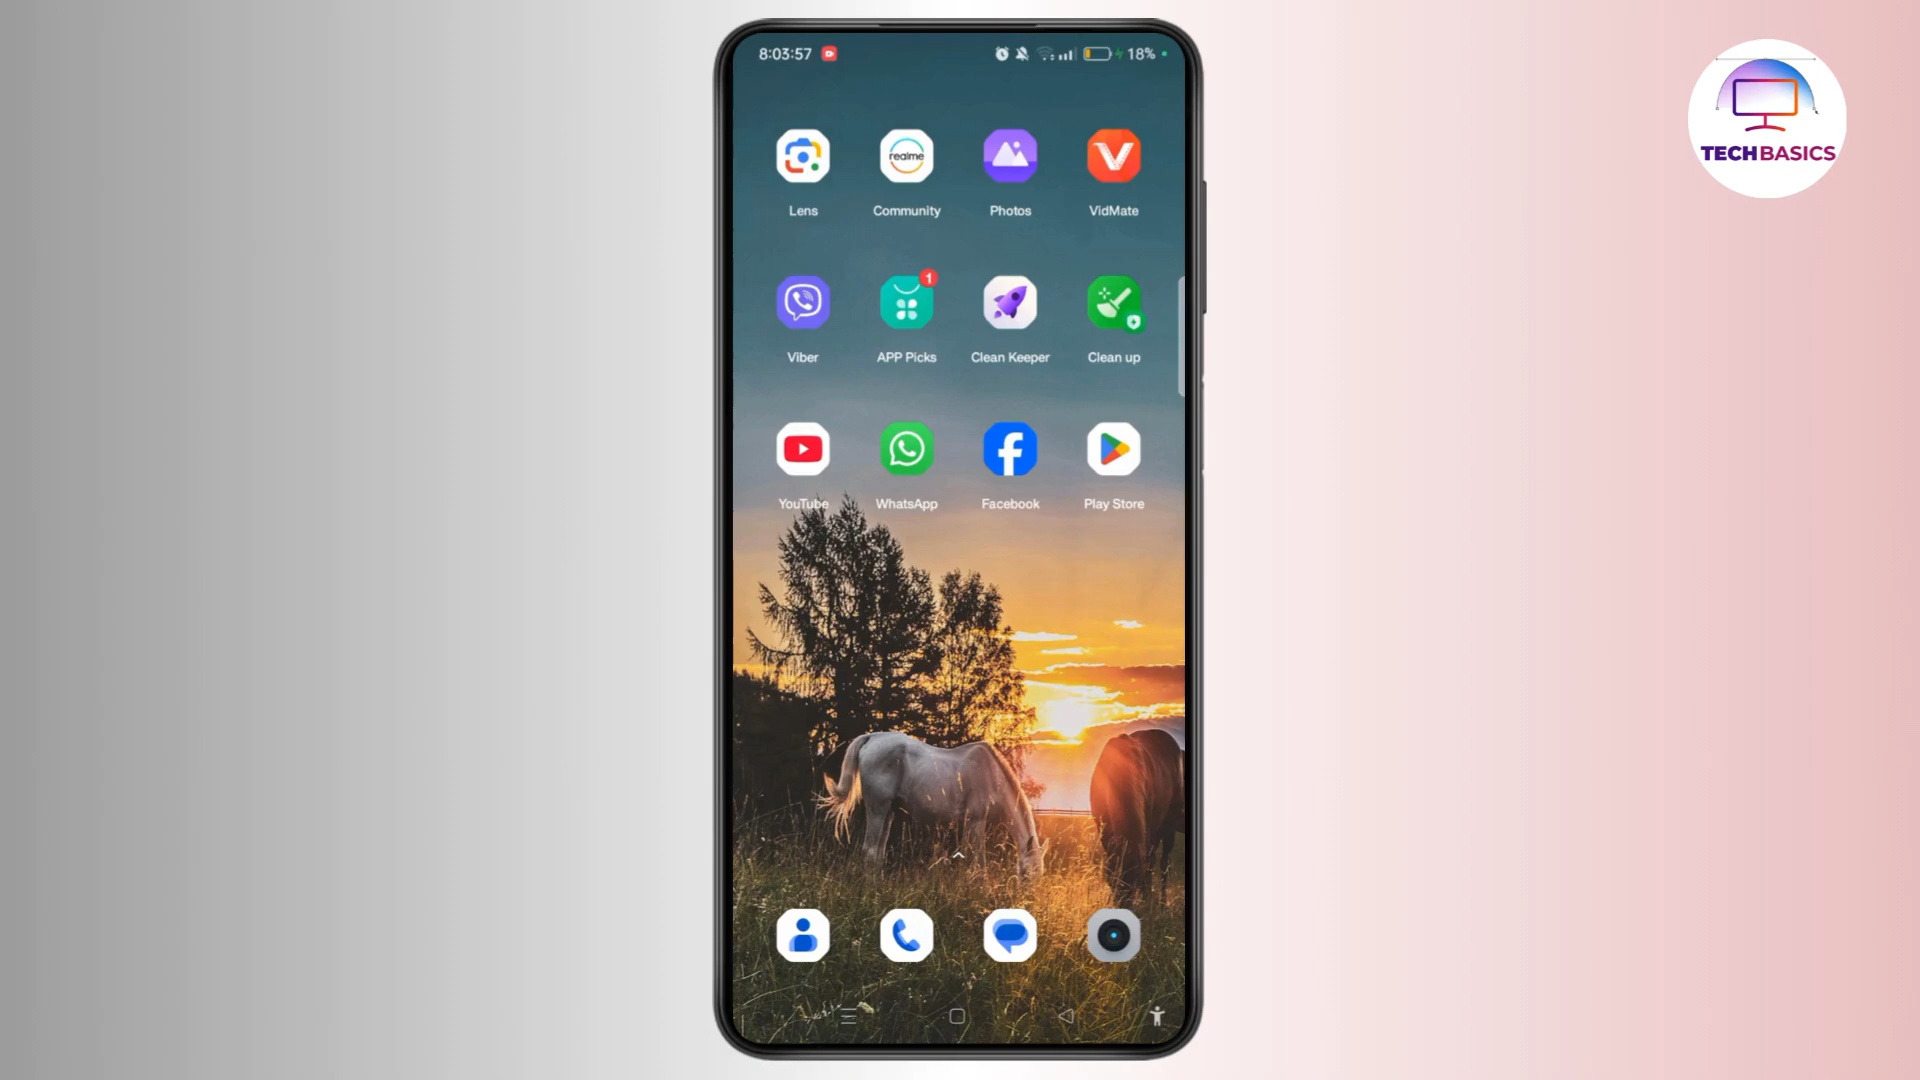 8:03:57 18%
TECHBASICS
realme
Lens Community Photos VidMate
1
Viber APP Picks Clean Keeper Clean up
YouTube WhatsApp Facebook Play Store